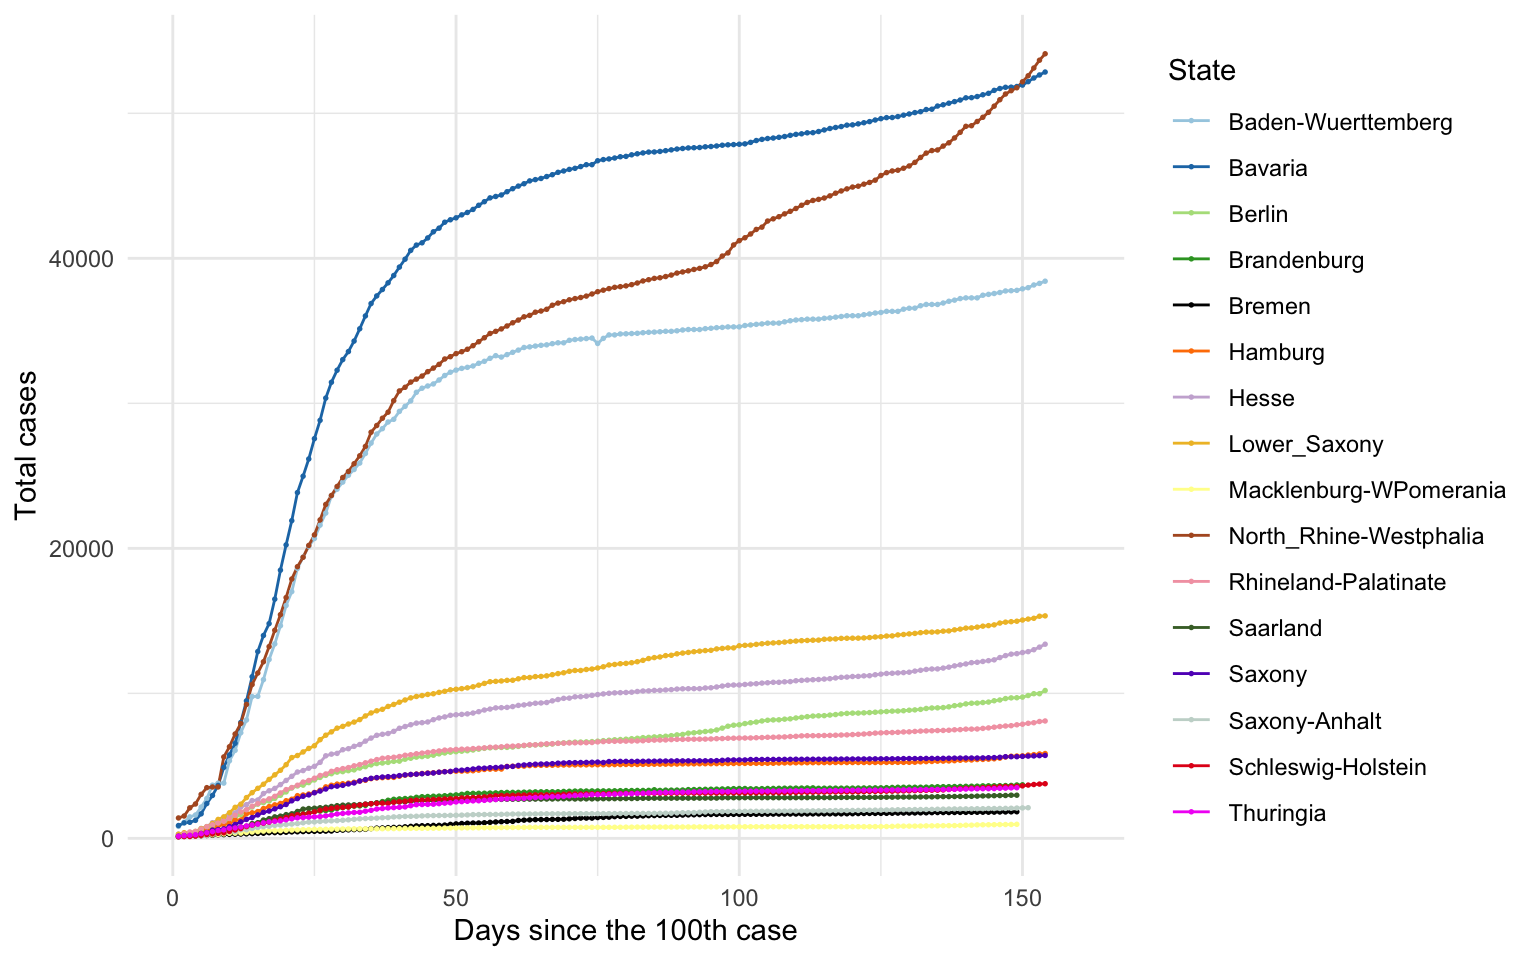 Total cases
40000
20000
0
0
50
100
150
Days since the 100th case
State
Baden-Wuerttemberg
Bavaria
Berlin
Brandenburg
Bremen
Hamburg
Hesse
Lower_Saxony
Macklenburg-WPomerania
North_Rhine-Westphalia
Rhineland-Palatinate
Saarland
Saxony
Saxony-Anhalt
Schleswig-Holstein
Thuringia